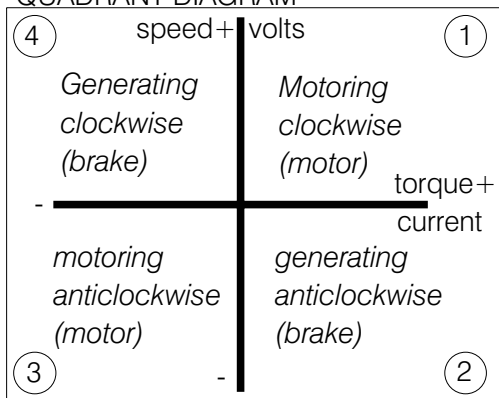 QUADRANT DIAGRAM
4 speed+ volts 1
Generating
clockwise
(brake)
Motoring
clockwise
(motor)
torque+
-
current
motoring
anticlockwise
(motor)
generating
anticlockwise
(brake)
3 - 2